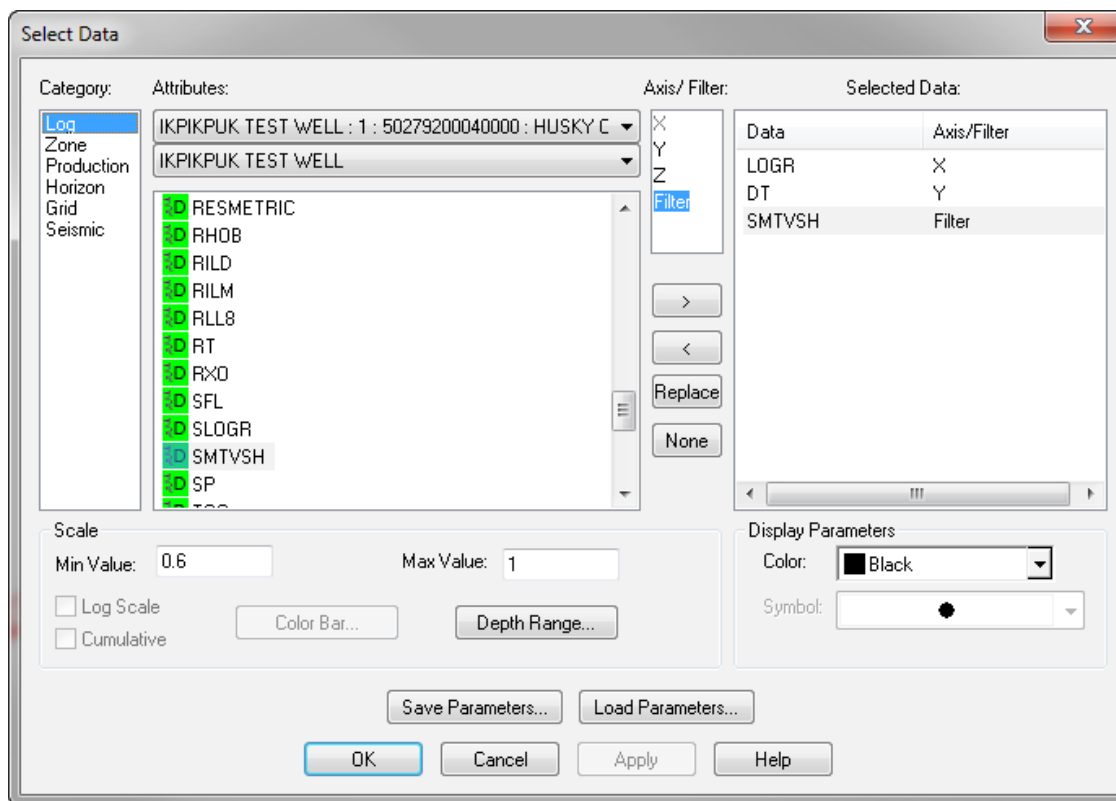 Select Data
Category:
Attributes:
Axis/ Filter:
Selected Data:
Log
Zone
Production
Horizon
Grid
Seismic
IKPIKPUK TEST WELL : 1 : 50279200040000 : HUSKY C
IKPIKPUK TEST WELL
D RESMETRIC
D RHOB
D RILD
D RILM
D RLL8
D RT
D RXO
D SFL
D SLOGR
D SMTVSH
D SP
X
Y
Z
Filter
>
<
Replace
None
Data Axis/Filter
LOGR X
DT Y
SMTVSH Filter
Scale
Min Value: 0.6 Max Value: 1
Log Scale
Cumulative
Color Bar...
Depth Range...
Display Parameters
Color: Black
Symbol:
Save Parameters... Load Parameters...
OK Cancel Apply Help